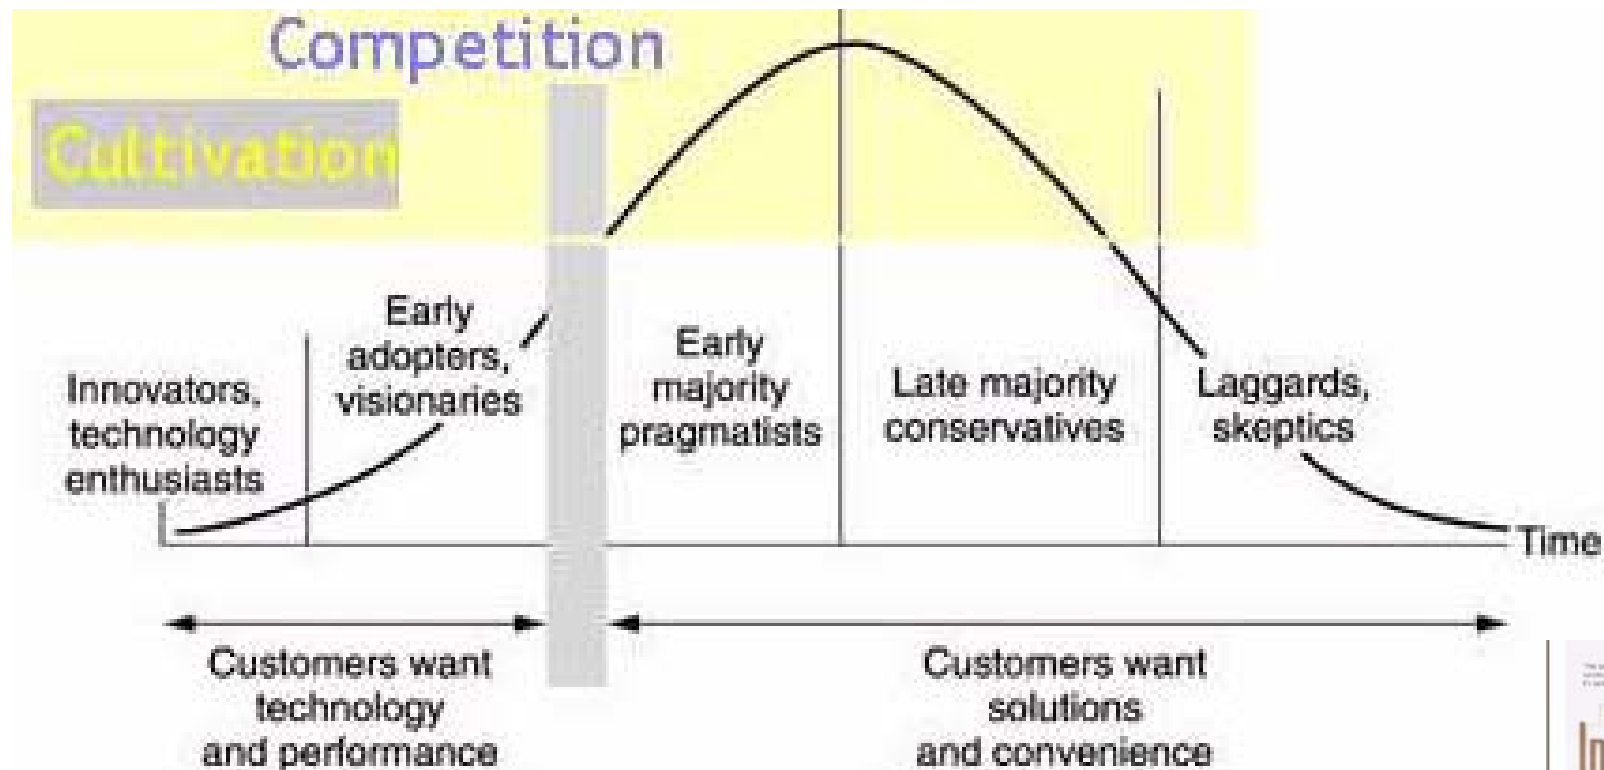 Competition
Cultivation
Early
adopters,
visionaries
Innovators,
technology
enthusiasts
Early
majority
pragmatists
Late majority
conservatives
Laggards,
skeptics
Time
Customers want
technology
and performance
Customers want
solutions
and convenience